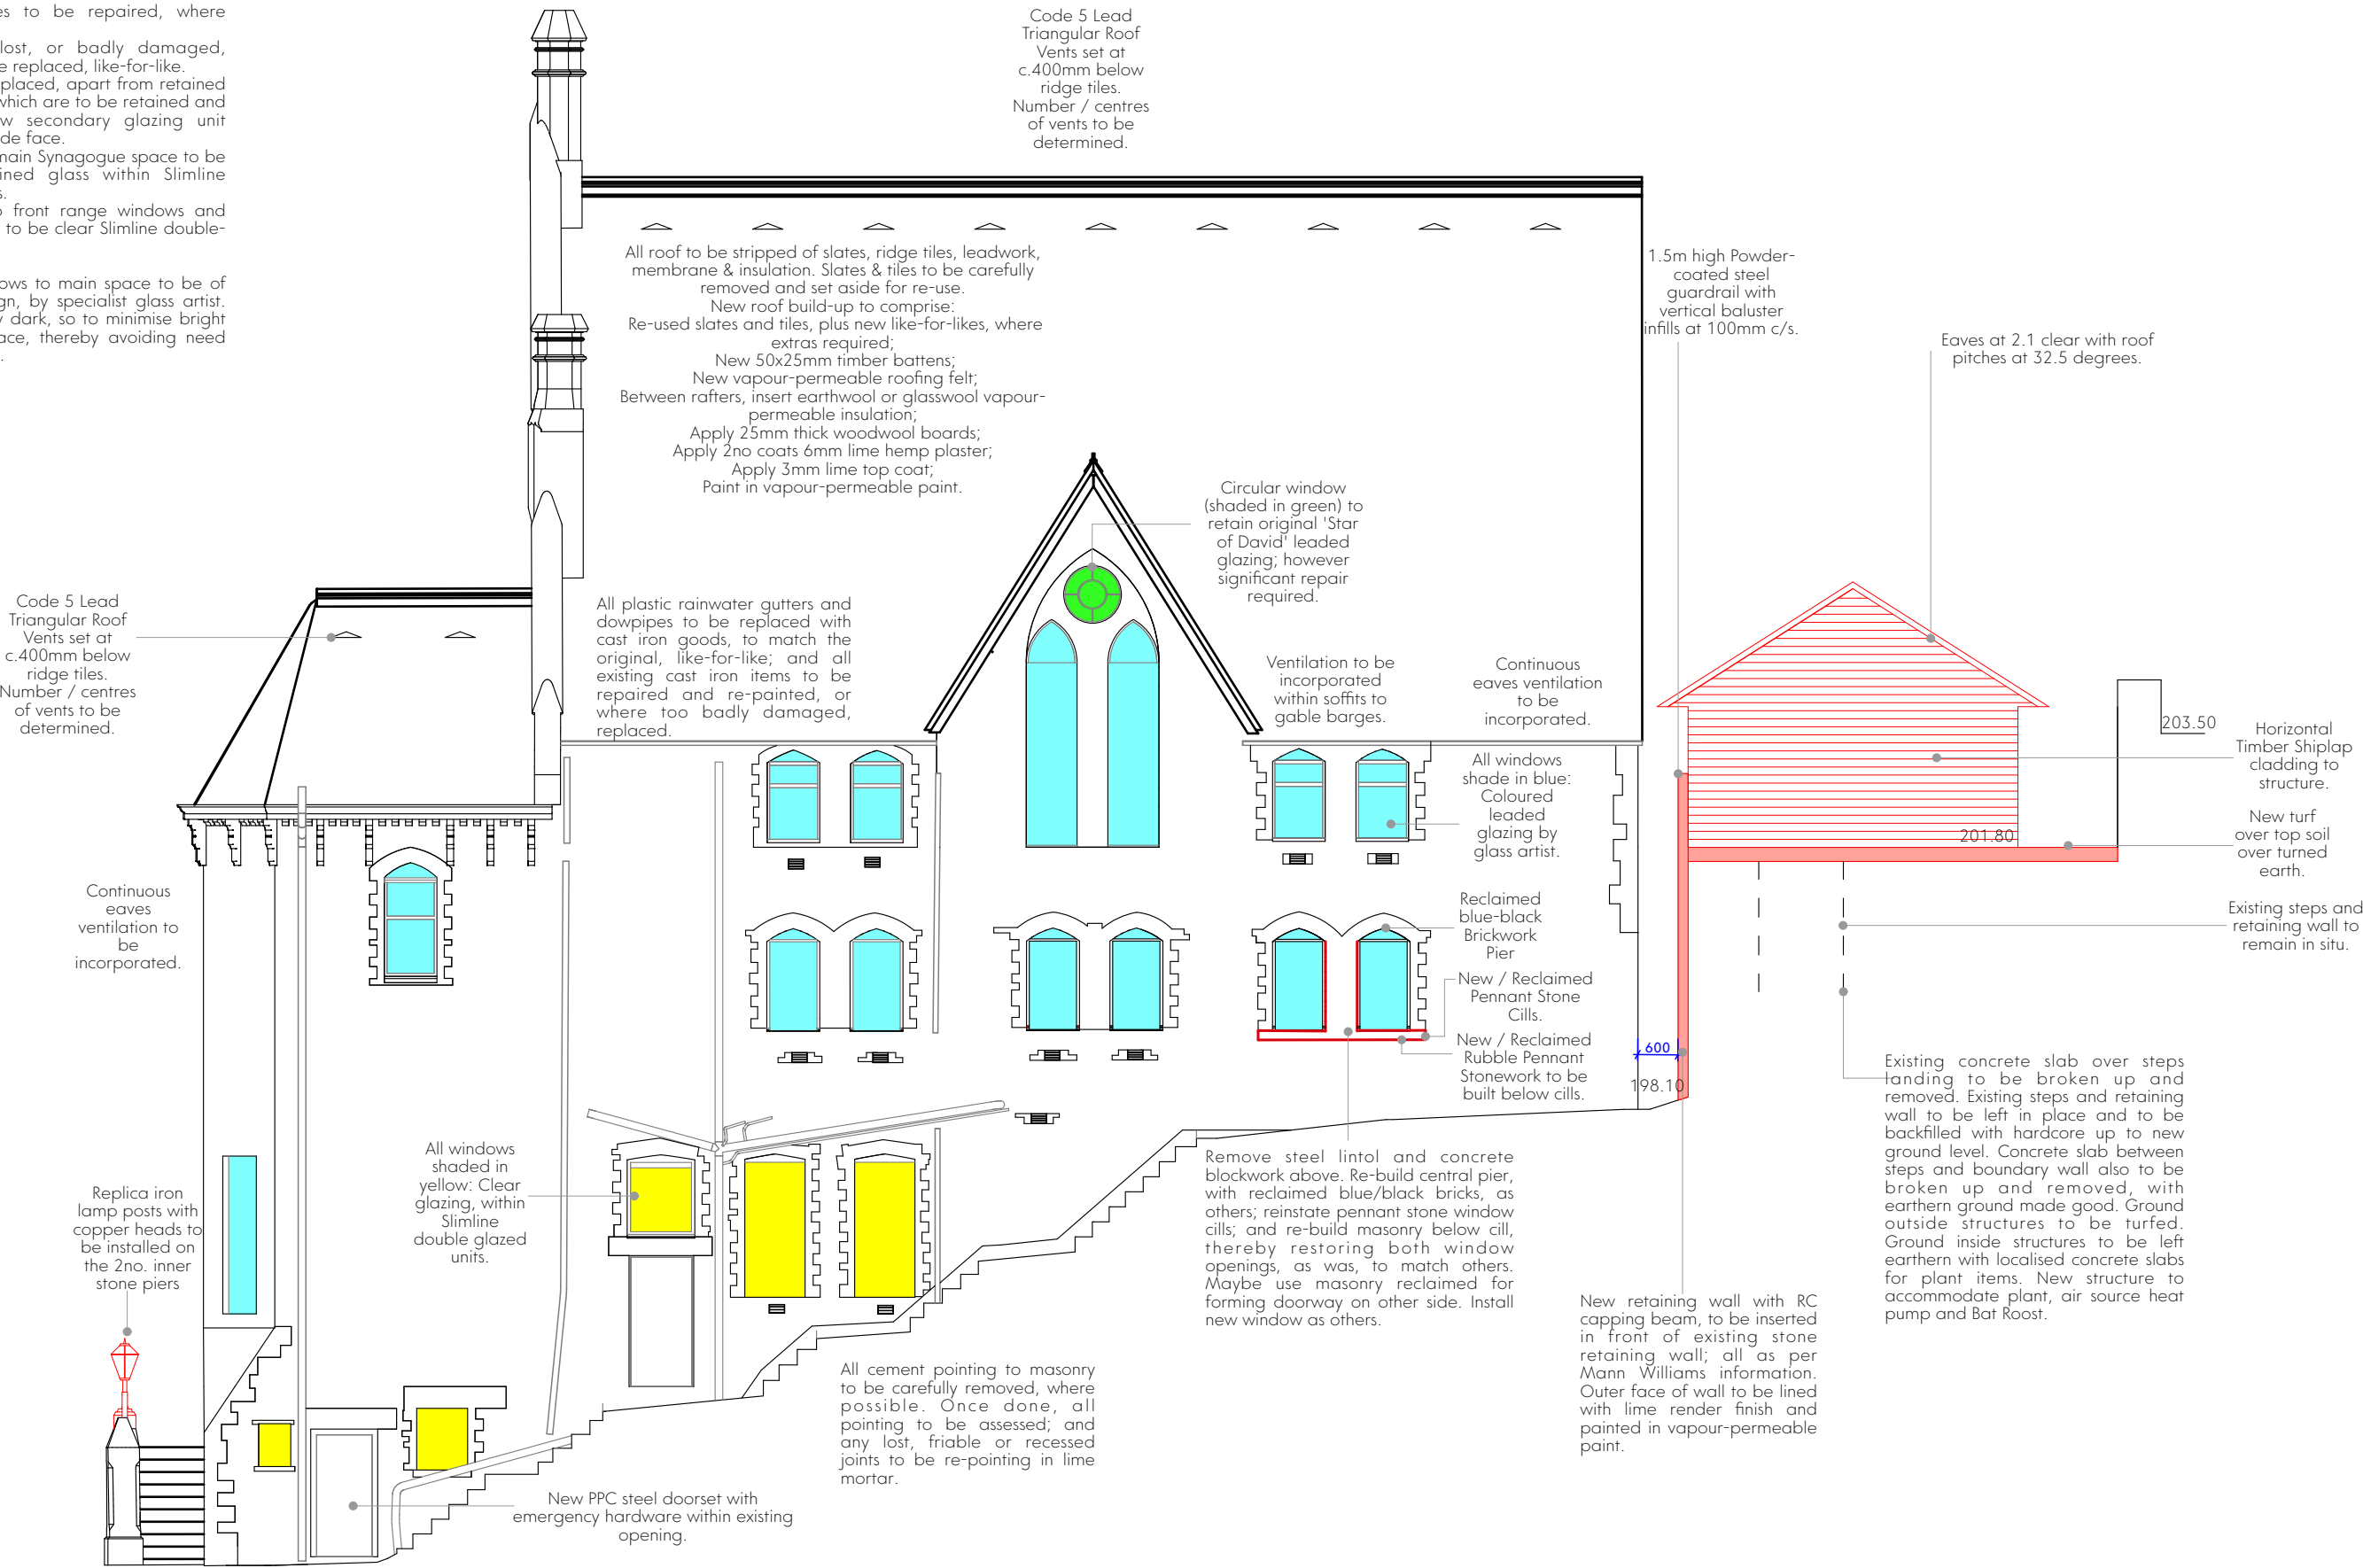 es to be repaired, where
lost, or badly damaged,
e replaced, like-for-like.
placed, apart from retained
which are to be retained and
w secondary glazing unit
de face.
main Synagogue space to be
ined glass within Slimline
s.
o front range windows and
to be clear Slimline double-
ows to main space to be of
gn, by specialist glass artist.
y dark, so to minimise bright
ace, thereby avoiding need
.
Code 5 Lead
Triangular Roof
Vents set at
c.400mm below
ridge tiles.
Number / centres
of vents to be
determined.
All roof to be stripped of slates, ridge tiles, leadwork,
membrane & insulation. Slates & tiles to be carefully
removed and set aside for re-use.
New roof build-up to comprise:
Re-used slates and tiles, plus new like-for-likes, where
extras required;
New 50x25mm timber battens;
New vapour-permeable roofing felt;
Between rafters, insert earthwool or glasswool vapour-
permeable insulation;
Apply 25mm thick woodwool boards;
Apply 2no coats 6mm lime hemp plaster;
Apply 3mm lime top coat;
Paint in vapour-permeable paint.
1.5m high Powder-
coated steel
guardrail with
vertical baluster
infills at 100mm c/s.
Eaves at 2.1 clear with roof
pitches at 32.5 degrees.
Circular window
(shaded in green) to
retain original 'Star
of David' leaded
glazing; however
significant repair
required.
Code 5 Lead
Triangular Roof
Vents set at
c.400mm below
ridge tiles.
Number / centres
of vents to be
determined.
All plastic rainwater gutters and
dowpipes to be replaced with
cast iron goods, to match the
original, like-for-like; and all
existing cast iron items to be
repaired and re-painted, or
where too badly damaged,
replaced.
Ventilation to be
incorporated
within soffits to
gable barges.
Continuous
eaves ventilation
to be
incorporated.
203.50
Horizontal
Timber Shiplap
cladding to
structure.
All windows
shade in blue:
Coloured
leaded
glazing by
glass artist.
201.80
New turf
over top soil
over turned
earth.
Continuous
eaves
ventilation to
be
incorporated.
Reclaimed
blue-black
Brickwork
Pier
Existing steps and
retaining wall to
remain in situ.
New / Reclaimed
Pennant Stone
Cills.
New / Reclaimed
Rubble Pennant
Stonework to be
built below cills.
600
198.10
Existing concrete slab over steps
landing to be broken up and
removed. Existing steps and retaining
wall to be left in place and to be
backfilled with hardcore up to new
ground level. Concrete slab between
steps and boundary wall also to be
broken up and removed, with
earthern ground made good. Ground
outside structures to be turfed.
Ground inside structures to be left
earthern with localised concrete slabs
for plant items. New structure to
accommodate plant, air source heat
pump and Bat Roost.
All windows
shaded in
yellow: Clear
glazing, within
Slimline
double glazed
units.
Remove steel lintol and concrete
blockwork above. Re-build central pier,
with reclaimed blue/black bricks, as
others; reinstate pennant stone window
cills; and re-build masonry below cill,
thereby restoring both window
openings, as was, to match others.
Maybe use masonry reclaimed for
forming doorway on other side. Install
new window as others.
Replica iron
lamp posts with
copper heads to
be installed on
the 2no. inner
stone piers
New retaining wall with RC
capping beam, to be inserted
in front of existing stone
retaining wall; all as per
Mann Williams information.
Outer face of wall to be lined
with lime render finish and
painted in vapour-permeable
paint.
All cement pointing to masonry
to be carefully removed, where
possible. Once done, all
pointing to be assessed; and
any lost, friable or recessed
joints to be re-pointing in lime
mortar.
New PPC steel doorset with
emergency hardware within existing
opening.